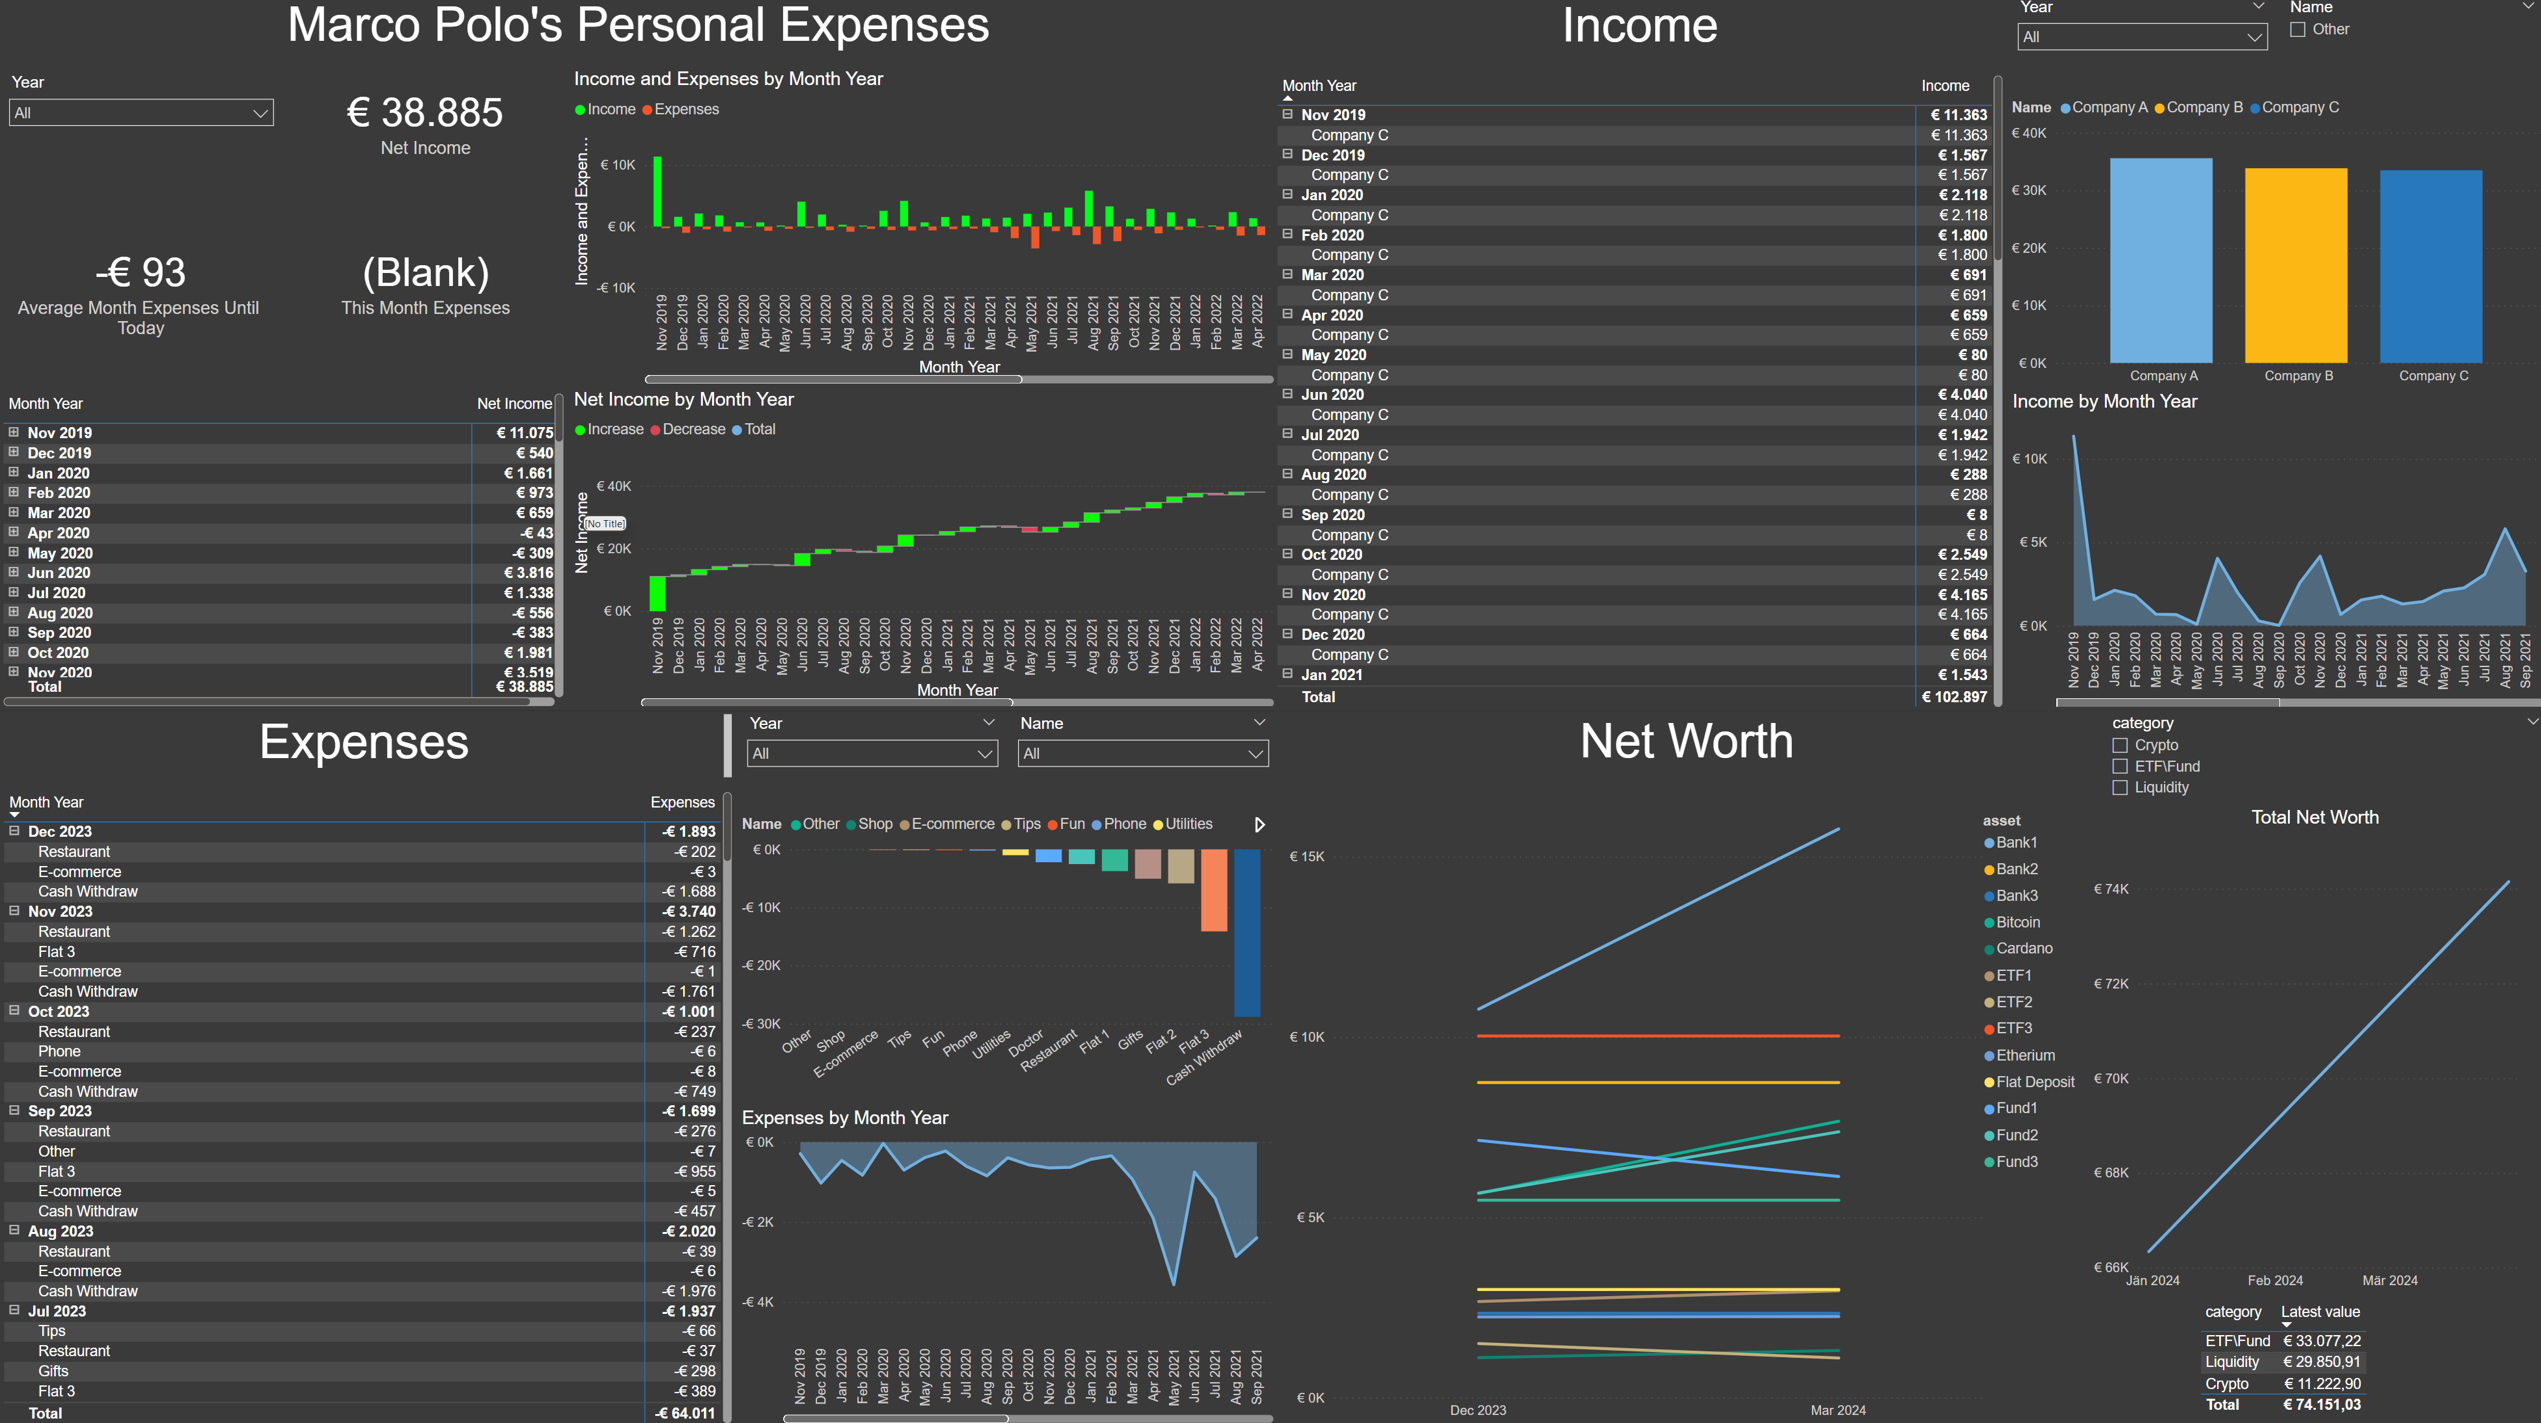 Marco Polo's Personal Expenses
Year
All
€ 38.885
Net Income
-€ 93
Average Month Expenses Until
Today
(Blank)
This Month Expenses
Income and Expenses by Month Year
Income Expenses
Income and Expen...
€ 10K
€ 0K
-€ 10K
Nov 2019 Dec 2019 Jan 2020 Feb 2020 Mar 2020 Apr 2020 May 2020 Jun 2020 Jul 2020 Aug 2020 Sep 2020 Oct 2020 Nov 2020 Dec 2020 Jan 2021 Feb 2021 Mar 2021 Apr 2021 May 2021 Jun 2021 Jul 2021 Aug 2021 Sep 2021 Oct 2021 Nov 2021 Dec 2021 Jan 2022 Feb 2022 Mar 2022 Apr 2022
Month Year
Month Year Net Income
Nov 2019 € 11.075
Dec 2019 € 540
Jan 2020 € 1.661
Feb 2020 € 973
Mar 2020 € 659
Apr 2020 -€ 43
May 2020 -€ 309
Jun 2020 € 3.816
Jul 2020 € 1.338
Aug 2020 -€ 556
Sep 2020 -€ 383
Oct 2020 € 1.981
Nov 2020 € 3.519
Total € 38.885
Net Income by Month Year
Increase Decrease Total
Net Income
[No Title]
€ 40K
€ 20K
€ 0K
Nov 2019 Dec 2019 Jan 2020 Feb 2020 Mar 2020 Apr 2020 May 2020 Jun 2020 Jul 2020 Aug 2020 Sep 2020 Oct 2020 Nov 2020 Dec 2020 Jan 2021 Feb 2021 Mar 2021 Apr 2021 May 2021 Jun 2021 Jul 2021 Aug 2021 Sep 2021 Oct 2021 Nov 2021 Dec 2021 Jan 2022 Feb 2022 Mar 2022 Apr 2022
Month Year
Income
Year
All
Name
Other
Month Year Income
Nov 2019 € 11.363
Company C € 11.363
Dec 2019 € 1.567
Company C € 1.567
Jan 2020 € 2.118
Company C € 2.118
Feb 2020 € 1.800
Company C € 1.800
Mar 2020 € 691
Company C € 691
Apr 2020 € 659
Company C € 659
May 2020 € 80
Company C € 80
Jun 2020 € 4.040
Company C € 4.040
Jul 2020 € 1.942
Company C € 1.942
Aug 2020 € 288
Company C € 288
Sep 2020 € 8
Company C € 8
Oct 2020 € 2.549
Company C € 2.549
Nov 2020 € 4.165
Company C € 4.165
Dec 2020 € 664
Company C € 664
Jan 2021 € 1.543
Total € 102.897
Name Company A Company B Company C
€ 40K
€ 30K
€ 20K
€ 10K
€ 0K
Company A Company B Company C
Income by Month Year
€ 10K
€ 5K
€ 0K
Nov 2019 Dec 2019 Jan 2020 Feb 2020 Mar 2020 Apr 2020 May 2020 Jun 2020 Jul 2020 Aug 2020 Sep 2020 Oct 2020 Nov 2020 Dec 2020 Jan 2021 Feb 2021 Mar 2021 Apr 2021 May 2021 Jun 2021 Jul 2021 Aug 2021 Sep 2021
Expenses
Year
All
Name
All
Month Year Expenses
Dec 2023 -€ 1.893
Restaurant -€ 202
E-commerce -€ 3
Cash Withdraw -€ 1.688
Nov 2023 -€ 3.740
Restaurant -€ 1.262
Flat 3 -€ 716
E-commerce -€ 1
Cash Withdraw -€ 1.761
Oct 2023 -€ 1.001
Restaurant -€ 237
Phone -€ 6
E-commerce -€ 8
Cash Withdraw -€ 749
Sep 2023 -€ 1.699
Restaurant -€ 276
Other -€ 7
Flat 3 -€ 955
E-commerce -€ 5
Cash Withdraw -€ 457
Aug 2023 -€ 2.020
Restaurant -€ 39
E-commerce -€ 6
Cash Withdraw -€ 1.976
Jul 2023 -€ 1.937
Tips -€ 66
Restaurant -€ 37
Gifts -€ 298
Flat 3 -€ 389
Total -€ 64.011
Name Other Shop E-commerce Tips Fun Phone Utilities
€ 0K
-€ 10K
-€ 20K
-€ 30K
Other Shop E-commerce Tips Fun Phone Utilities Doctor Restaurant Flat 1 Gifts Flat 2 Flat 3 Cash Withdraw
Expenses by Month Year
€ 0K
-€ 2K
-€ 4K
Nov 2019 Dec 2019 Jan 2020 Feb 2020 Mar 2020 Apr 2020 May 2020 Jun 2020 Jul 2020 Aug 2020 Sep 2020 Oct 2020 Nov 2020 Dec 2020 Jan 2021 Feb 2021 Mar 2021 Apr 2021 May 2021 Jun 2021 Jul 2021 Aug 2021 Sep 2021
Net Worth
category
Crypto
ETF\Fund
Liquidity
€ 15K
€ 10K
€ 5K
€ 0K
Dec 2023 Mar 2024
asset
Bank1
Bank2
Bank3
Bitcoin
Cardano
ETF1
ETF2
ETF3
Etherium
Flat Deposit
Fund1
Fund2
Fund3
Total Net Worth
€ 74K
€ 72K
€ 70K
€ 68K
€ 66K
Jän 2024 Feb 2024 Mär 2024
category Latest value
ETF\Fund € 33.077,22
Liquidity € 29.850,91
Crypto € 11.222,90
Total € 74.151,03